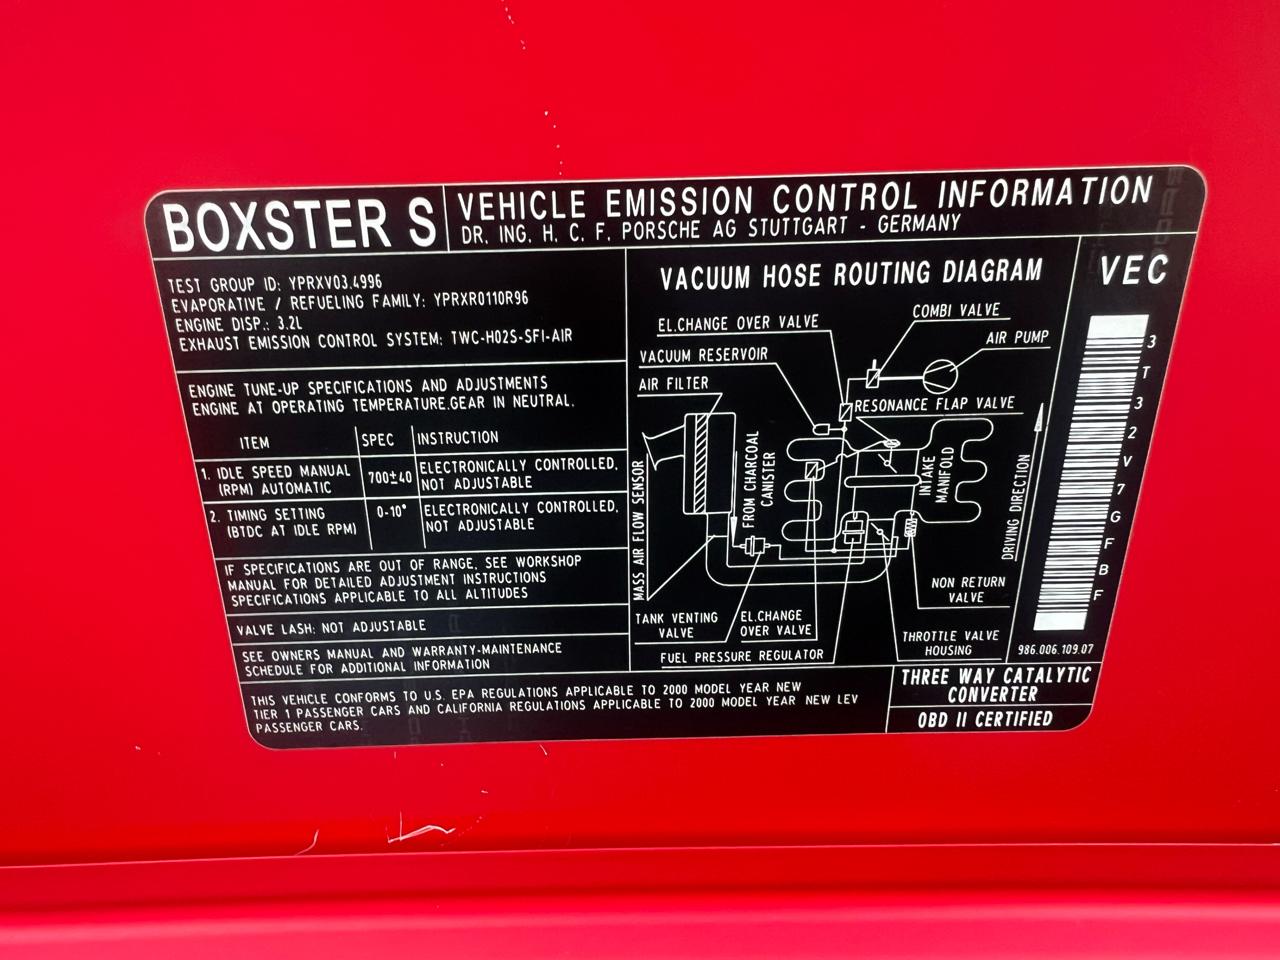 BOXSTER S
VEHICLE EMISSION CONTROL INFORMATION
DR. ING. H. C. F. PORSCHE AG STUTTGART - GERMANY
TEST GROUP ID: YPRXV03.4996
EVAPORATIVE / REFUELING FAMILY: YPRXR0110R96
ENGINE DISP.: 3.2L
EXHAUST EMISSION CONTROL SYSTEM: TWC-HO2S-SFI-AIR
ENGINE TUNE-UP SPECIFICATIONS AND ADJUSTMENTS
ENGINE AT OPERATING TEMPERATURE.GEAR IN NEUTRAL.
ITEM SPEC INSTRUCTION
1. IDLE SPEED MANUAL 700±40 ELECTRONICALLY CONTROLLED,
(RPM) AUTOMATIC NOT ADJUSTABLE
2. TIMING SETTING 0-10° ELECTRONICALLY CONTROLLED,
(BTDC AT IDLE RPM) NOT ADJUSTABLE
IF SPECIFICATIONS ARE OUT OF RANGE, SEE WORKSHOP
MANUAL FOR DETAILED ADJUSTMENT INSTRUCTIONS
SPECIFICATIONS APPLICABLE TO ALL ALTITUDES
VALVE LASH: NOT ADJUSTABLE
SEE OWNERS MANUAL AND WARRANTY-MAINTENANCE
SCHEDULE FOR ADDITIONAL INFORMATION
THIS VEHICLE CONFORMS TO U.S. EPA REGULATIONS APPLICABLE TO 2000 MODEL YEAR NEW
TIER 1 PASSENGER CARS AND CALIFORNIA REGULATIONS APPLICABLE TO 2000 MODEL YEAR NEW LEV
PASSENGER CARS.
VACUUM HOSE ROUTING DIAGRAM
COMBI VALVE
EL.CHANGE OVER VALVE
AIR PUMP
VACUUM RESERVOIR
AIR FILTER
RESONANCE FLAP VALVE
MASS AIR FLOW SENSOR
FROM CHARCOAL
CANISTER
INTAKE
MANIFOLD
DRIVING DIRECTION
NON RETURN
VALVE
TANK VENTING
VALVE
EL.CHANGE
OVER VALVE
THROTTLE VALVE
HOUSING
FUEL PRESSURE REGULATOR
VEC
3T32V7GFBF
986.006.109.07
THREE WAY CATALYTIC
CONVERTER
OBD II CERTIFIED